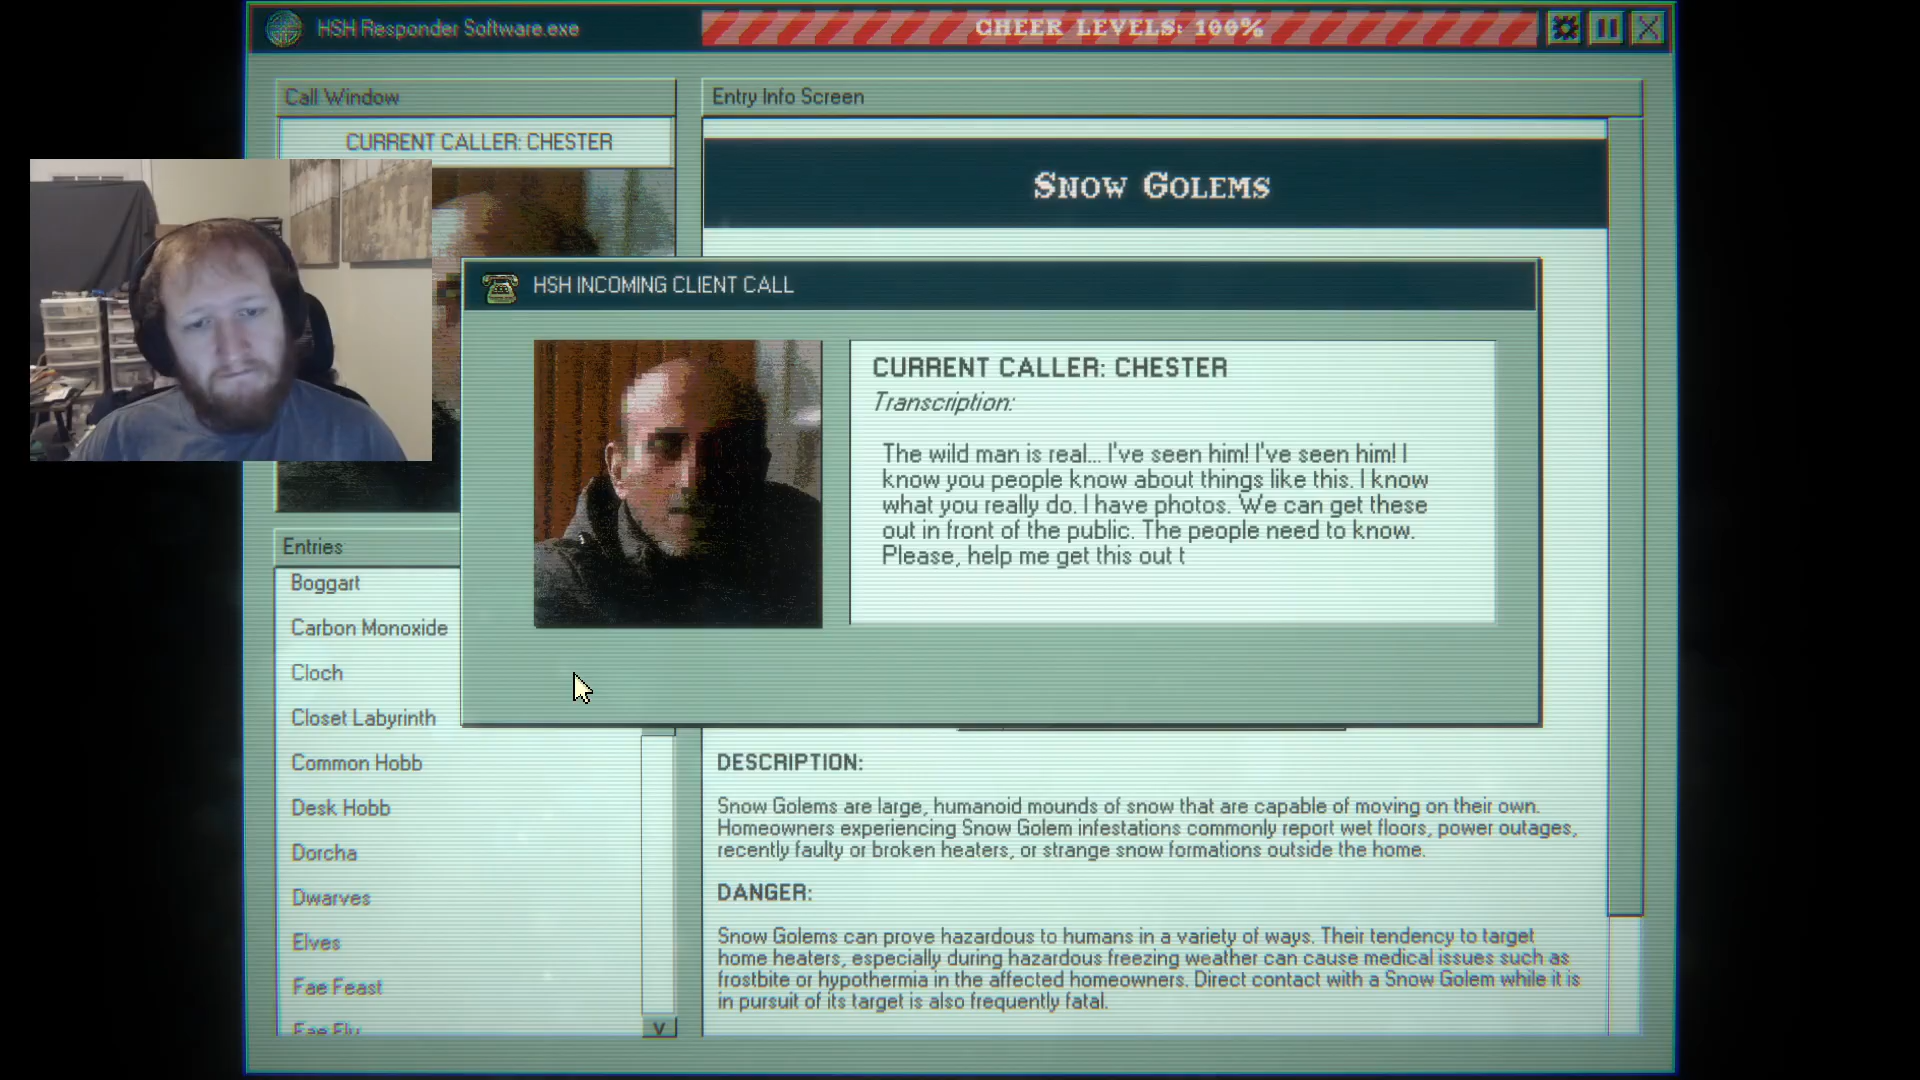 HSH Responder Software.exe
CHEER LEVELS: 100%
Call Window
Entry Info Screen
CURRENT CALLER: CHESTER
SNOW GOLEMS
HSH INCOMING CLIENT CALL
CURRENT CALLER: CHESTER
Transcription:
The wild man is real... I've seen him! I've seen him! I
know you people know about things like this. I know
what you really do. I have photos. We can get these
out in front of the public. The people need to know.
Please, help me get this out t
Entries
Boggart
Carbon Monoxide
Cloch
Closet Labyrinth
Common Hobb
Desk Hobb
Dorcha
Dwarves
Elves
Fae Feast
Fae Flu
V
DESCRIPTION:
Snow Golems are large, humanoid mounds of snow that are capable of moving on their own.
Homeowners experiencing Snow Golem infestations commonly report wet floors, power outages,
recently faulty or broken heaters, or strange snow formations outside the home.
DANGER:
Snow Golems can prove hazardous to humans in a variety of ways. Their tendency to target
home heaters, especially during hazardous freezing weather can cause medical issues such as
frostbite or hypothermia in the affected homeowners. Direct contact with a Snow Golem while it is
in pursuit of its target is also frequently fatal.